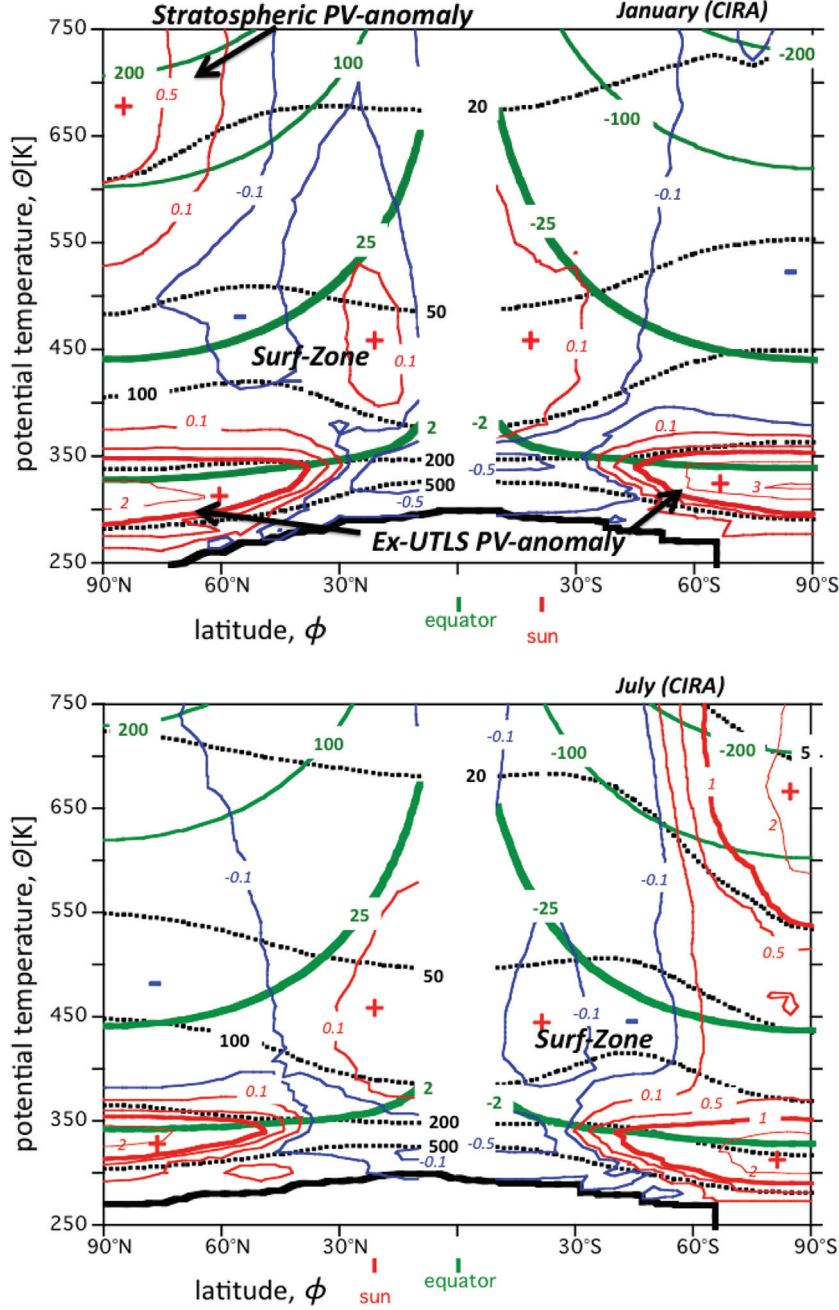 Stratospheric PV-anomaly
January (CIRA)
750
200
100
-200
0.5
20
-100
650
0.1
-0.1
-0.1
550
25
-25
50
450
Surf-Zone
0.1
0.1
100
0.1
2
-2
0.1
350
200
-0.5
2
500
-0.5
3
Ex-UTLS PV-anomaly
250
90°N
60°N
30°N
30°S
60°S
90°S
potential temperature, Θ[K]
latitude, ϕ
equator
sun
July (CIRA)
750
200
100
-0.1
-100
-200
5
20
1
650
2
-0.1
-0.1
550
25
-25
0.5
50
450
0.1
-0.1
100
Surf-Zone
0.1
2
-2
0.1
0.5
1
350
200
2
500
-0.5
-0.1
2
250
90°N
60°N
30°N
30°S
60°S
90°S
potential temperature, Θ[K]
latitude, ϕ
sun
equator